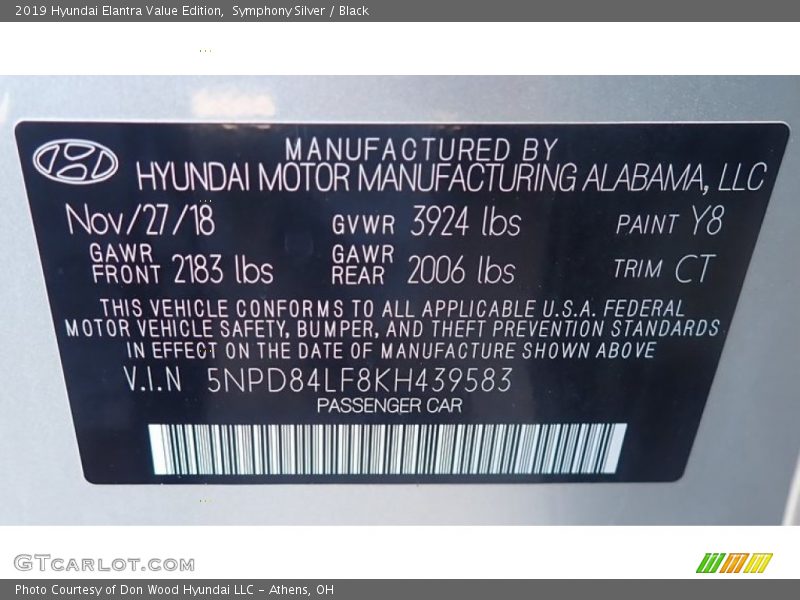 2019 Hyundai Elantra Value Edition,  Symphony Silver / Black
MANUFACTURED BY
HYUNDAI MOTOR MANUFACTURING ALABAMA, LLC
Nov/27/18 GVWR 3924 lbs PAINT Y8
GAWR FRONT 2183 lbs GAWR REAR 2006 lbs TRIM CT
THIS VEHICLE CONFORMS TO ALL APPLICABLE U.S.A. FEDERAL
MOTOR VEHICLE SAFETY, BUMPER, AND THEFT PREVENTION STANDARDS
IN EFFECT ON THE DATE OF MANUFACTURE SHOWN ABOVE
V.I.N 5NPD84LF8KH439583
PASSENGER CAR
GTCARLOT.COM
Photo Courtesy of Don Wood Hyundai LLC - Athens, OH